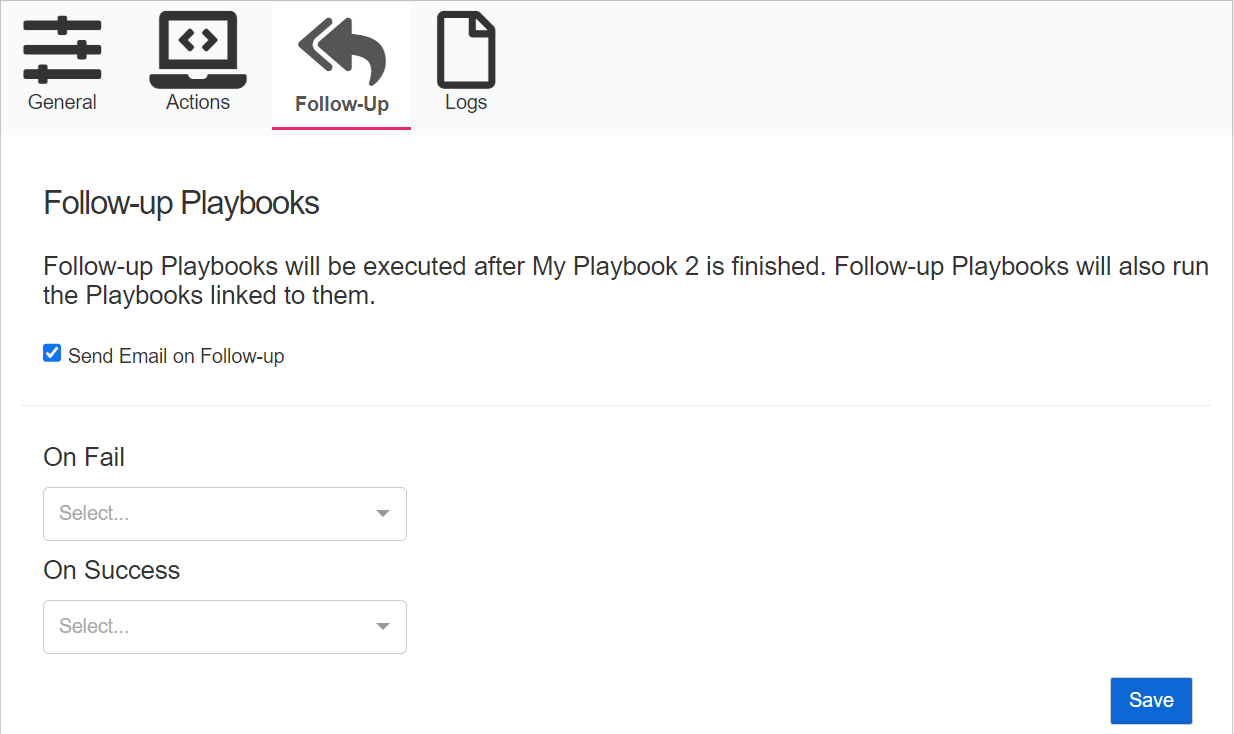 General
Actions
Follow-Up
Logs
Follow-up Playbooks
Follow-up Playbooks will be executed after My Playbook 2 is finished. Follow-up Playbooks will also run
the Playbooks linked to them.
Send Email on Follow-up
On Fail
Select...
On Success
Select...
Save